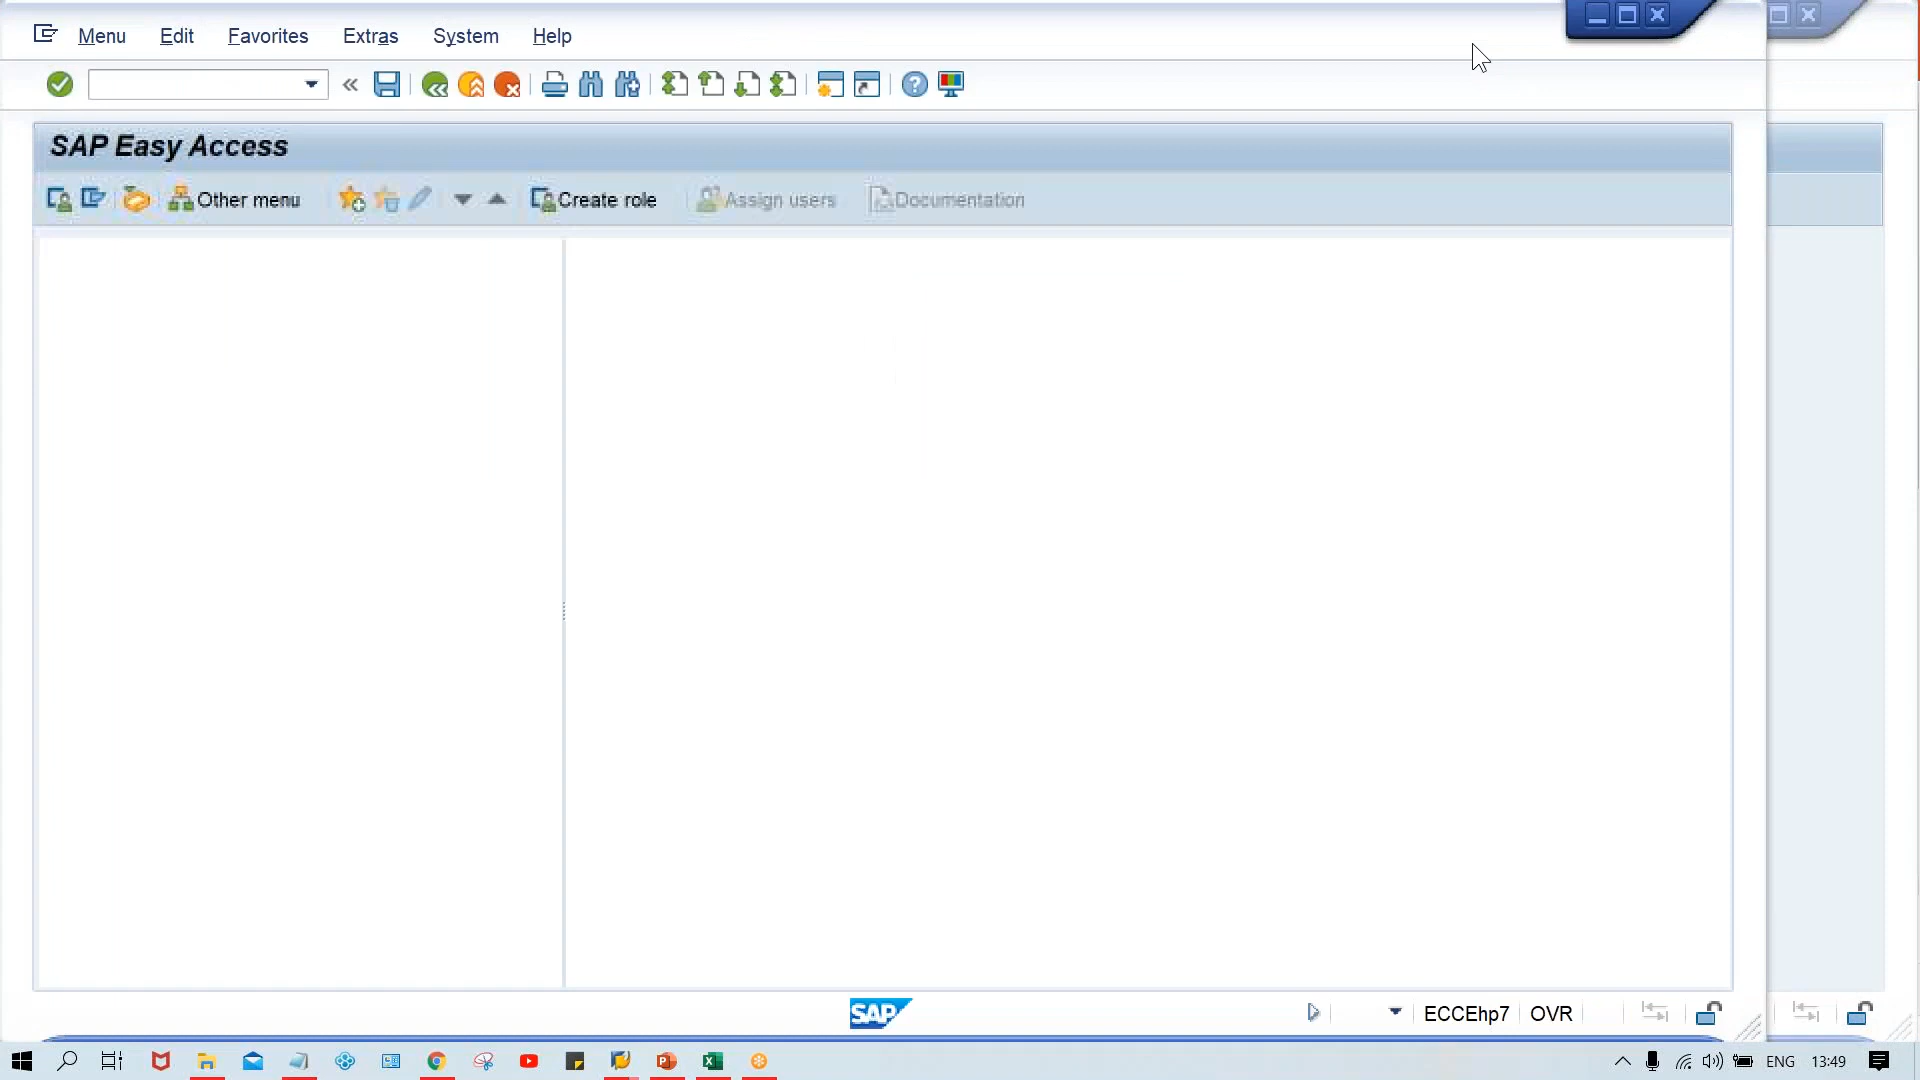 Menu Edit Favorites Extras System Help
SAP Easy Access
Other menu Create role Assign users Documentation
SAP ECCEhp7 OVR
ENG 13:49